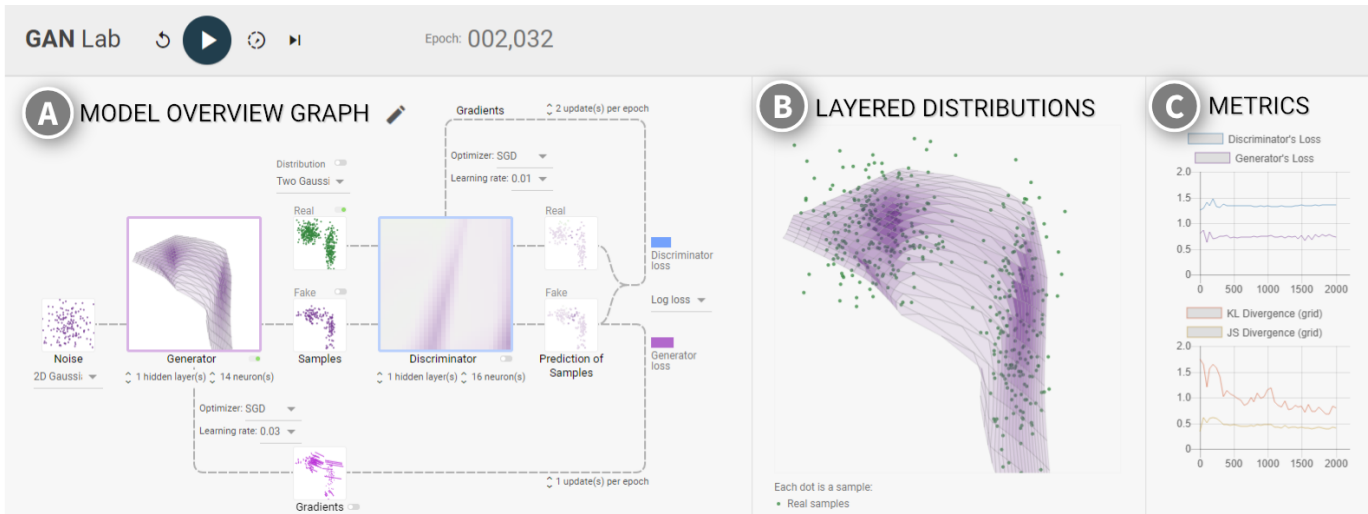 GAN Lab
Epoch: 002,032
A MODEL OVERVIEW GRAPH
Gradients
2 update(s) per epoch
Optimizer: SGD
Learning rate: 0.01
Distribution
Two Gaussi
Real
Fake
Samples
Noise
2D Gaussi
Generator
1 hidden layer(s) 14 neuron(s)
Discriminator
1 hidden layer(s) 16 neuron(s)
Real
Fake
Prediction of
Samples
Discriminator
loss
Log loss
Generator
loss
Optimizer: SGD
Learning rate: 0.03
Gradients
1 update(s) per epoch
B LAYERED DISTRIBUTIONS
Each dot is a sample:
Real samples
C METRICS
Discriminator's Loss
Generator's Loss
2.0
1.5
1.0
0.5
0
0 500 1000 1500 2000
KL Divergence (grid)
JS Divergence (grid)
2.0
1.5
1.0
0.5
0
0 500 1000 1500 2000